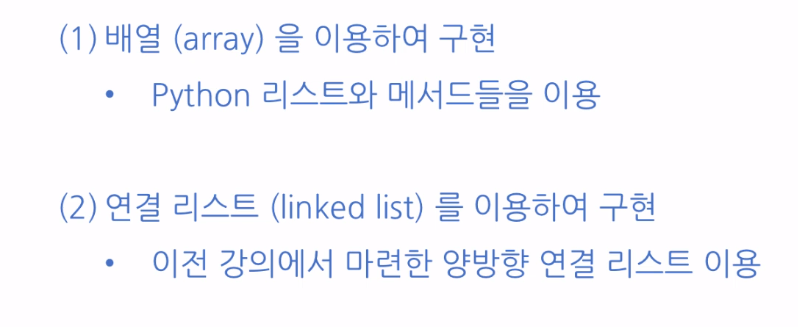 (1) 배열 (array) 을 이용하여 구현
• Python 리스트와 메서드들을 이용
(2) 연결 리스트 (linked list) 를 이용하여 구현
• 이전 강의에서 마련한 양방향 연결 리스트 이용